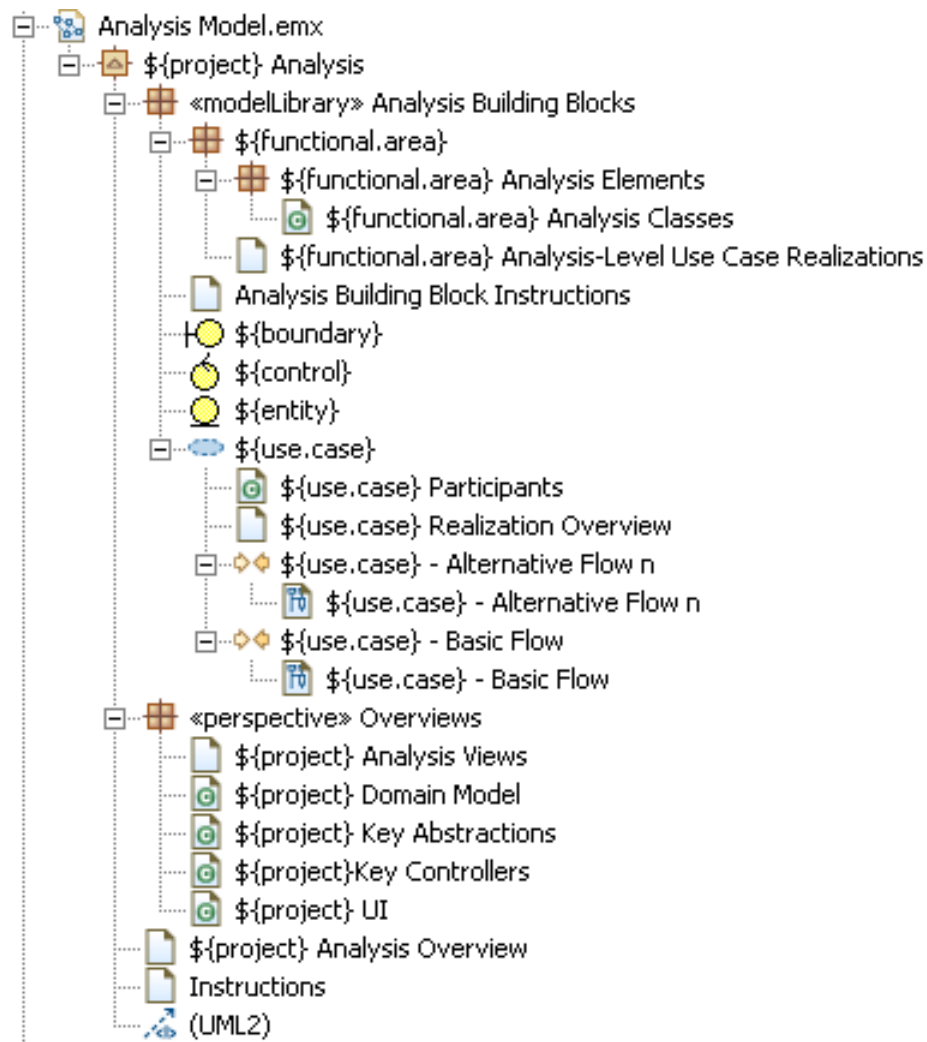 Analysis Model.emx
${project} Analysis
«modelLibrary» Analysis Building Blocks
${functional.area}
${functional.area} Analysis Elements
${functional.area} Analysis Classes
${functional.area} Analysis-Level Use Case Realizations
Analysis Building Block Instructions
${boundary}
${control}
${entity}
${use.case}
${use.case} Participants
${use.case} Realization Overview
${use.case} - Alternative Flow n
${use.case} - Alternative Flow n
${use.case} - Basic Flow
${use.case} - Basic Flow
«perspective» Overviews
${project} Analysis Views
${project} Domain Model
${project} Key Abstractions
${project}Key Controllers
${project} UI
${project} Analysis Overview
Instructions
(UML2)